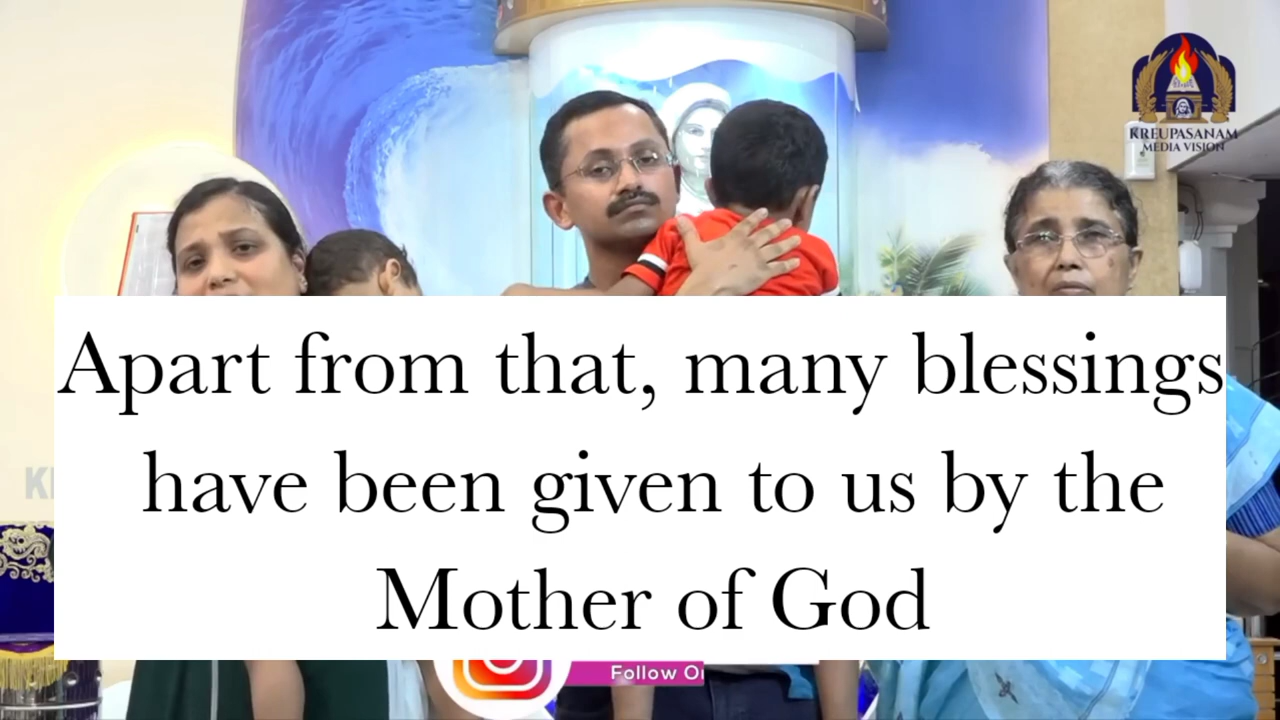 KREUPASANAM
MEDIA VISION
Apart from that, many blessings
have been given to us by the
Mother of God
Follow